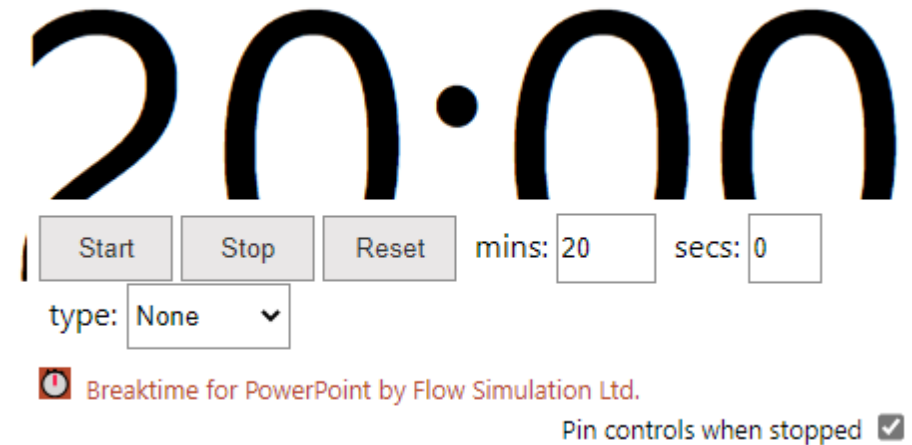 20:00
Start Stop Reset mins: 20 secs: 0
type: None
Breaktime for PowerPoint by Flow Simulation Ltd.
Pin controls when stopped